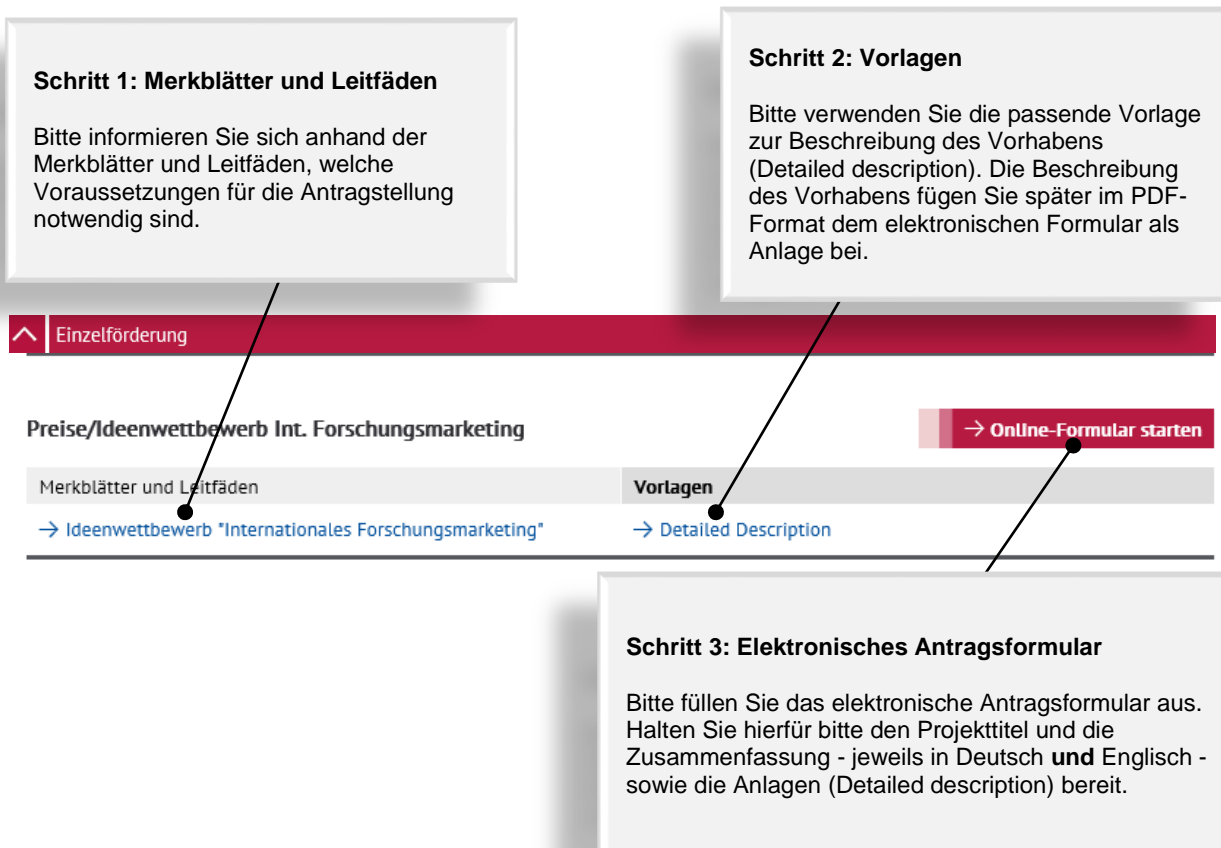 Schritt 1: Merkblätter und Leitfäden
Bitte informieren Sie sich anhand der
Merkblätter und Leitfäden, welche
Voraussetzungen für die Antragstellung
notwendig sind.
Schritt 2: Vorlagen
Bitte verwenden Sie die passende Vorlage
zur Beschreibung des Vorhabens
(Detailed description). Die Beschreibung
des Vorhabens fügen Sie später im PDF-
Format dem elektronischen Formular als
Anlage bei.
Einzelförderung
Preise/Ideenwettbewerb Int. Forschungsmarketing
→ Online-Formular starten
Merkblätter und Leitfäden
Vorlagen
→ Ideenwettbewerb "Internationales Forschungsmarketing"
→ Detailed Description
Schritt 3: Elektronisches Antragsformular
Bitte füllen Sie das elektronische Antragsformular aus.
Halten Sie hierfür bitte den Projekttitel und die
Zusammenfassung - jeweils in Deutsch und Englisch -
sowie die Anlagen (Detailed description) bereit.